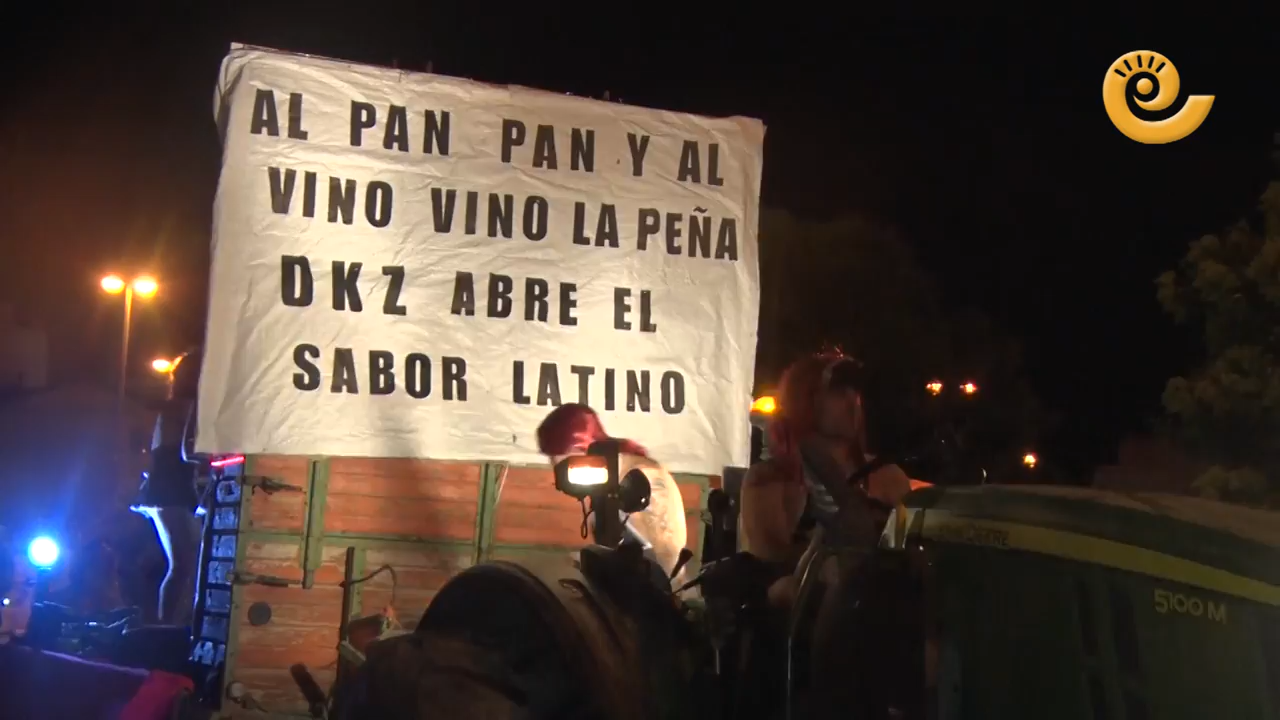 AL PAN PAN Y AL
VINO VINO LA PEÑA
DKZ ABRE EL
SABOR LATINO
5100 M